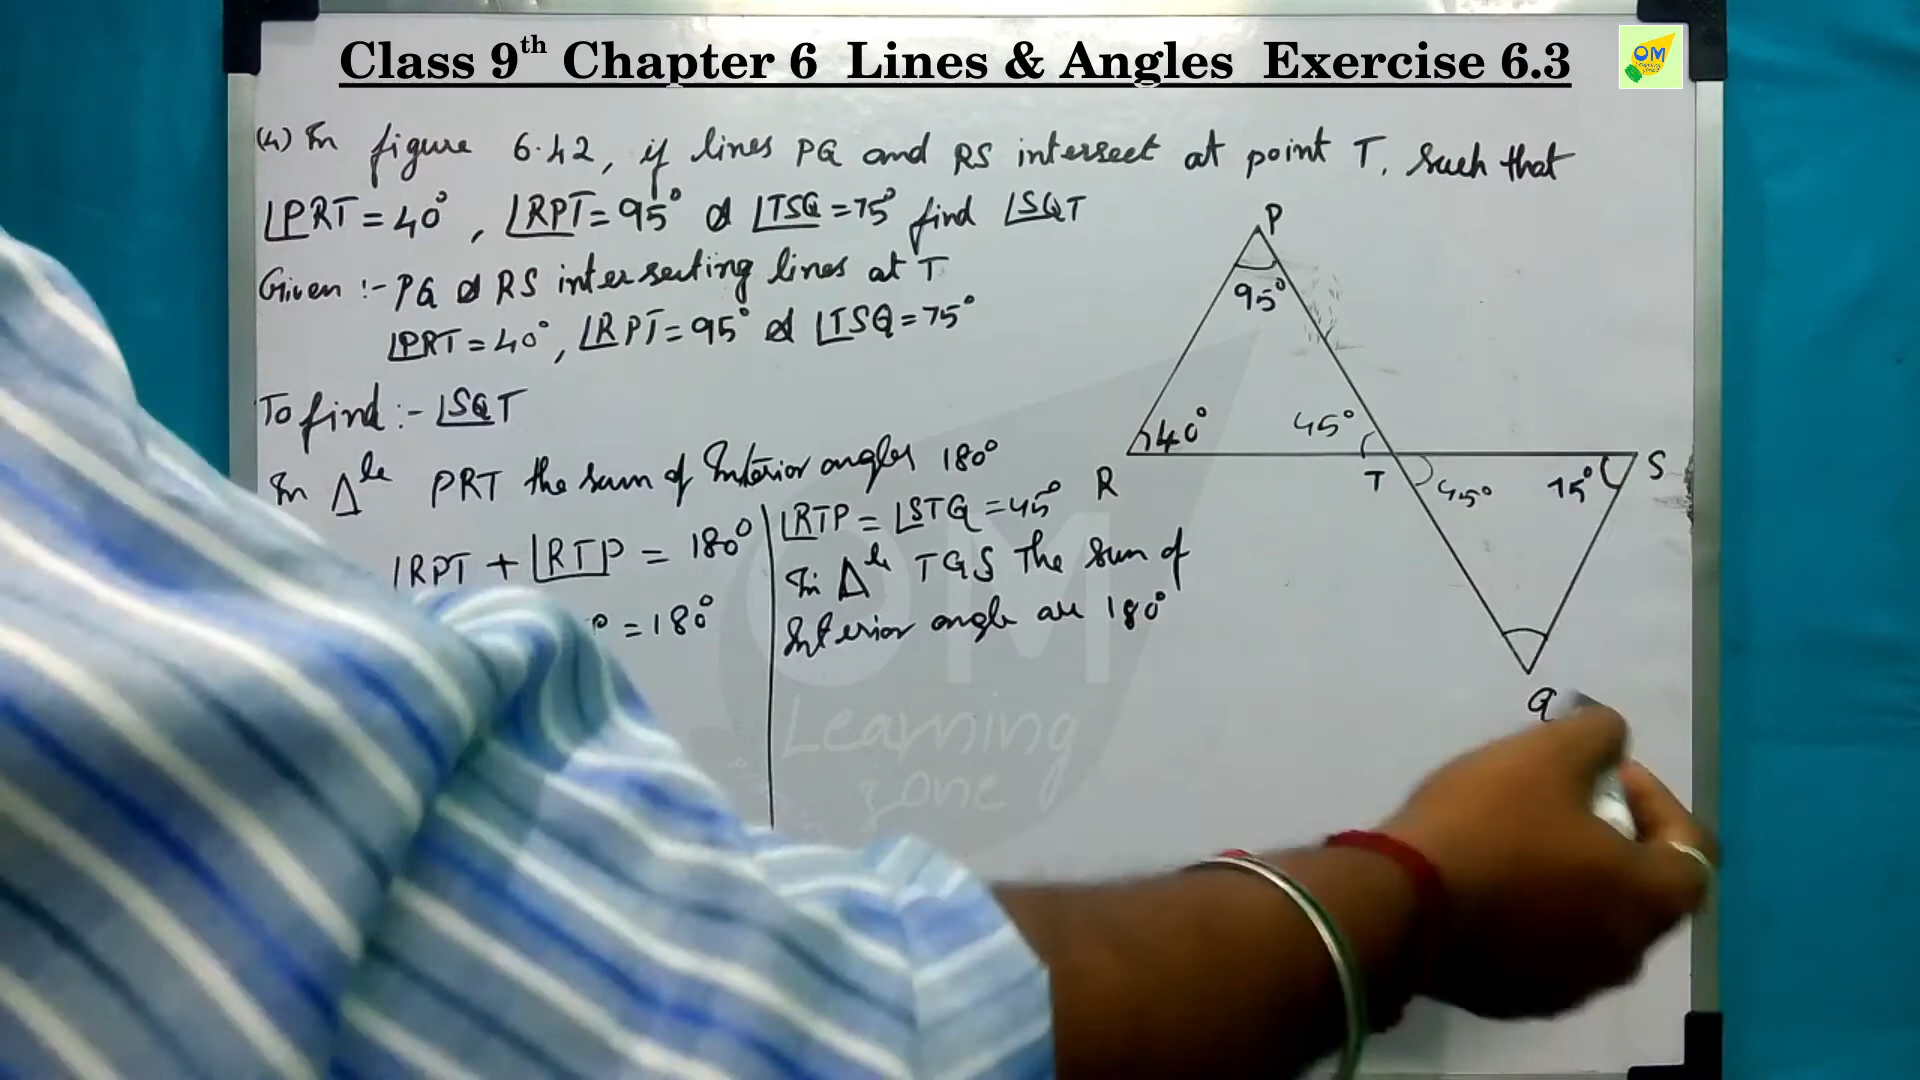 Class 9th Chapter 6 Lines & Angles Exercise 6.3
OM
(4) In figure 6.42, if lines PQ and RS intersect at point T, such that
∠PRT = 40°, ∠RPT = 95° & ∠TSQ = 75° find ∠SQT
Given :- PQ & RS intersecting lines at T
∠PRT = 40°, ∠RPT = 95° & ∠TSQ = 75°
To find :- ∠SQT
In Δle PRT the sum of Interior angles 180°
∠RPT + ∠RTP = 180°
P = 180°
∠RTP = ∠STQ = 45°
In Δle TQS The sum of
Interior angle are 180°
P
95°
40°
45°
R
T
45°
75°
S
Q
OM
Learning
zone